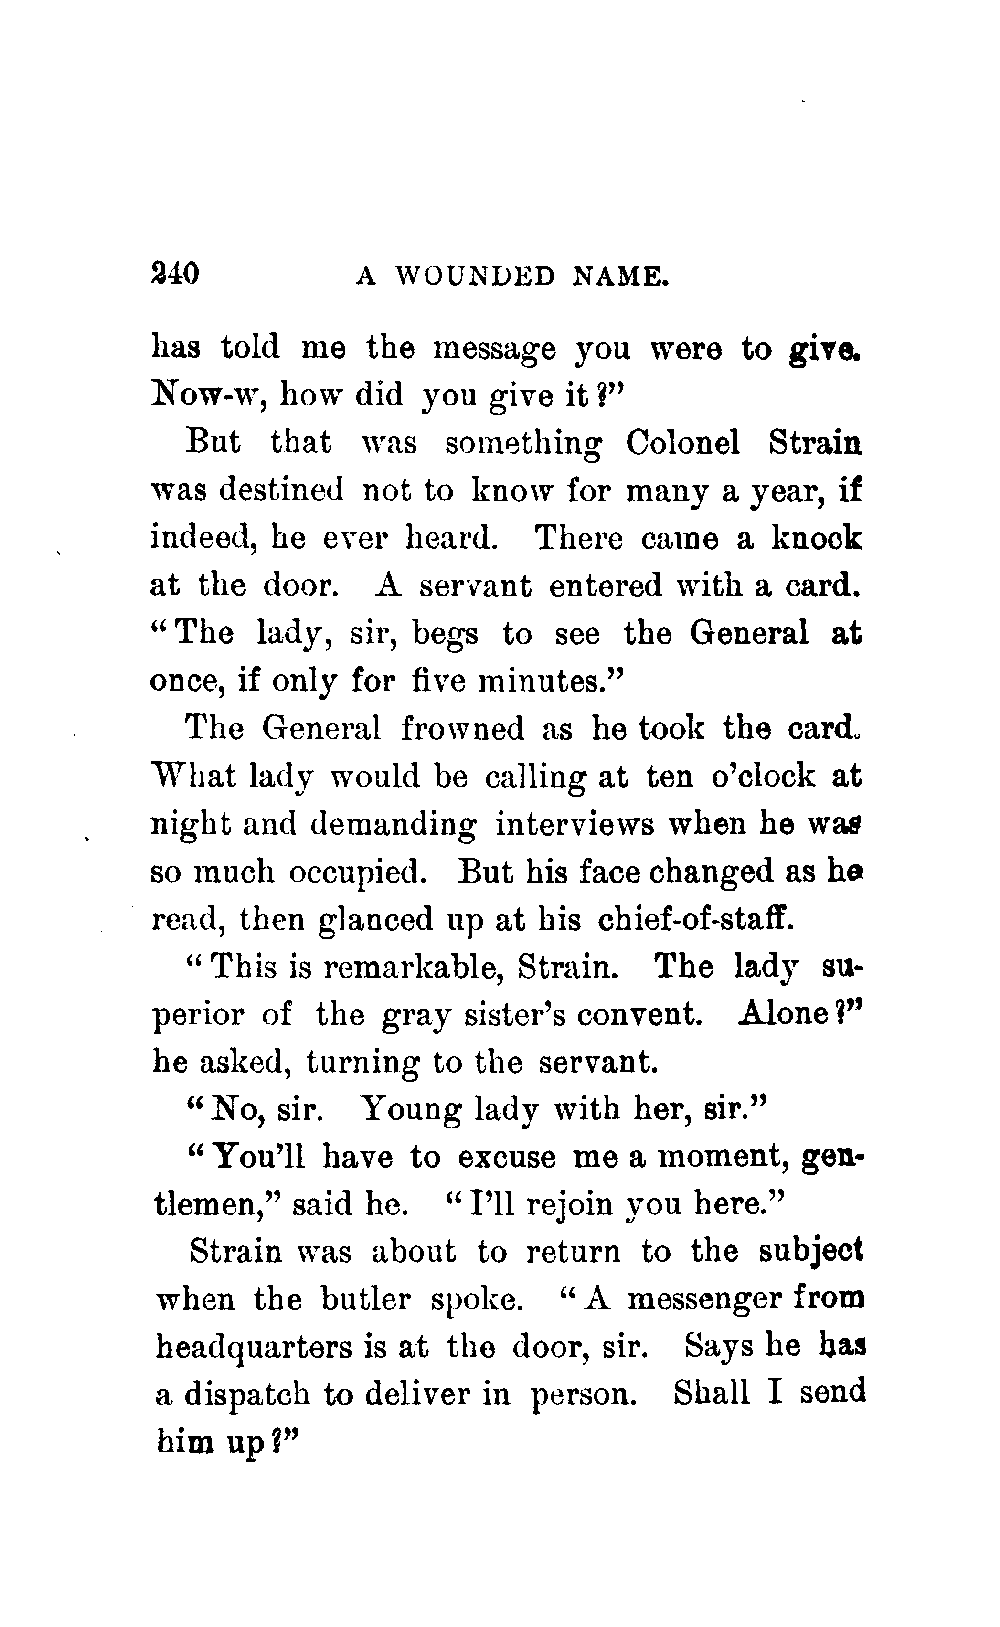 240 A WOUNDED NAME.
has told me the message you were to give.
Now-w, how did you give it?”
But that was something Colonel Strain
was destined not to know for many a year, if
indeed, he ever heard. There came a knock
at the door. A servant entered with a card.
“The lady, sir, begs to see the General at
once, if only for five minutes.”
The General frowned as he took the card.
What lady would be calling at ten o’clock at
night and demanding interviews when he was
so much occupied. But his face changed as he
read, then glanced up at his chief-of-staff.
“This is remarkable, Strain. The lady su-
perior of the gray sister’s convent. Alone?”
he asked, turning to the servant.
“No, sir. Young lady with her, sir.”
“You’ll have to excuse me a moment, gen-
tlemen,” said he. “I’ll rejoin you here.”
Strain was about to return to the subject
when the butler spoke. “A messenger from
headquarters is at the door, sir. Says he has
a dispatch to deliver in person. Shall I send
him up?”